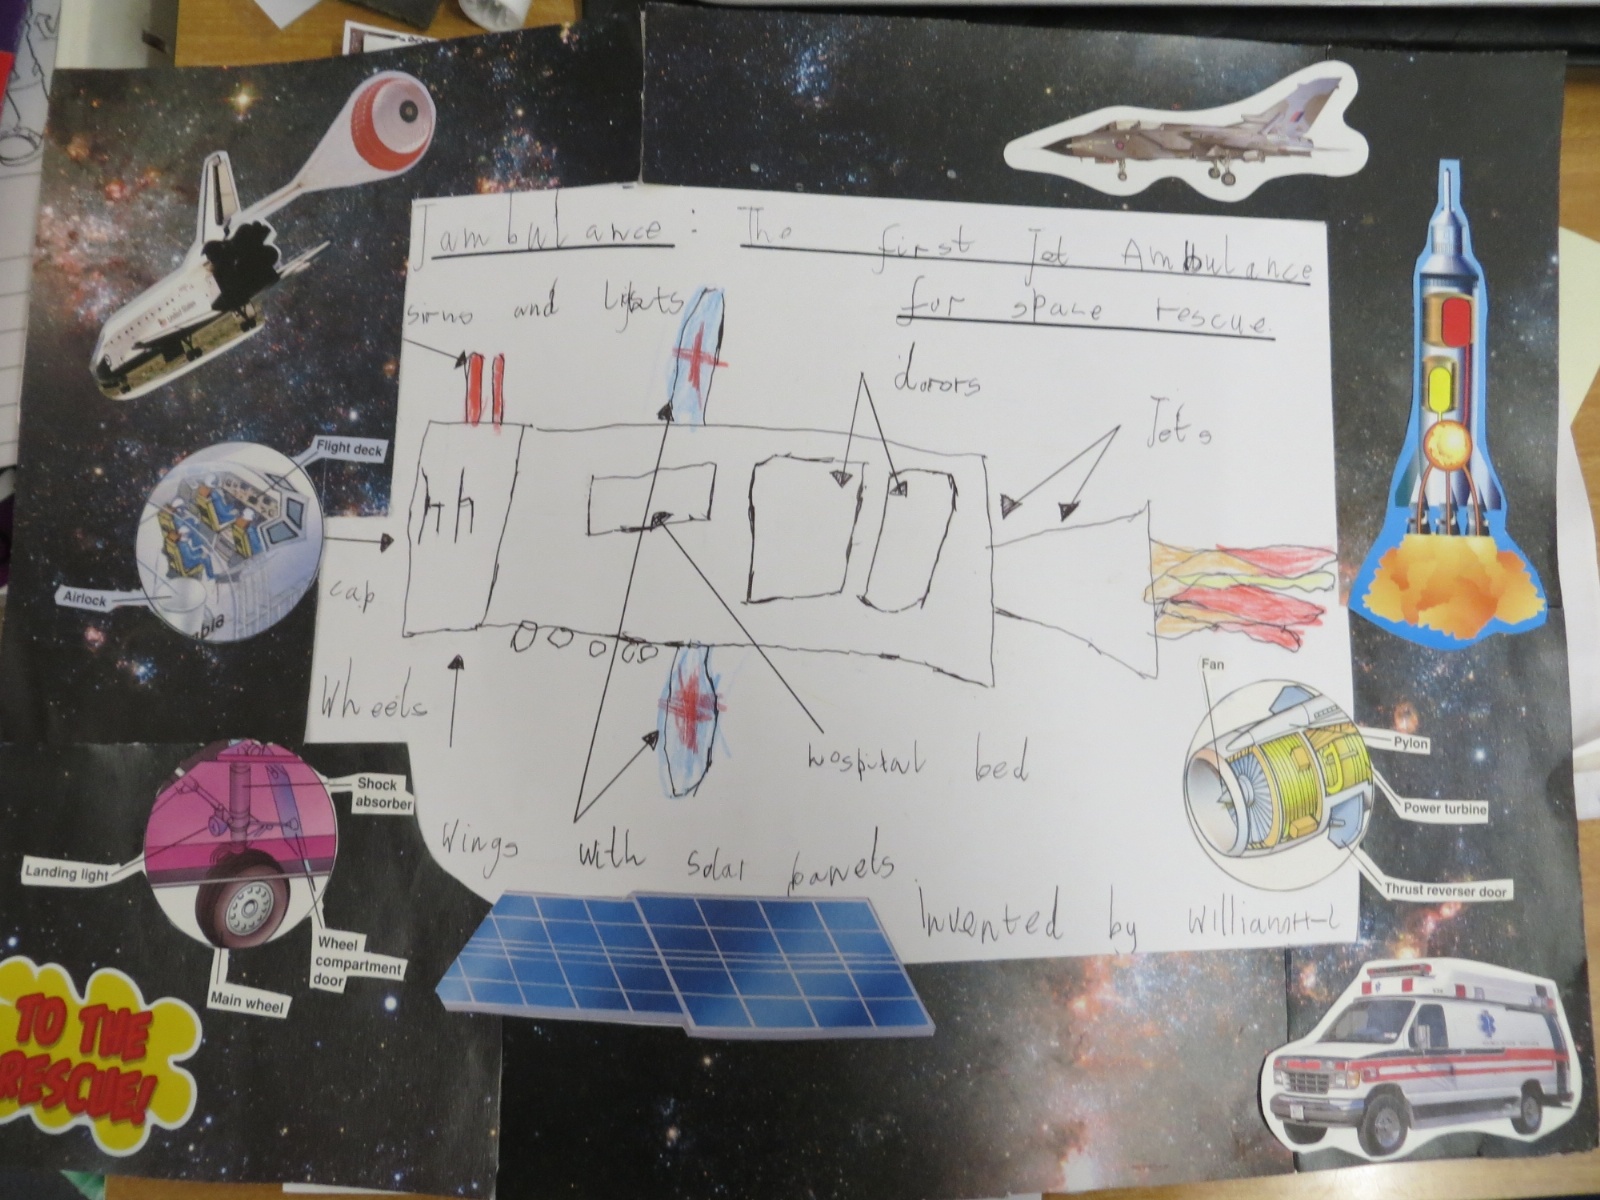 Jambulance: The first Jet Ambulance
for space rescue.
sirns and lights
dorors
Jets
Flight deck
Airlock
cap
Wheels
Fan
Pylon
Power turbine
Thrust reverser door
hospital bed
Shock
absorber
Landing light
Wheel
compartment
door
Main wheel
Wings with solar panels
Invented by William H-L
TO THE
RESCUE!